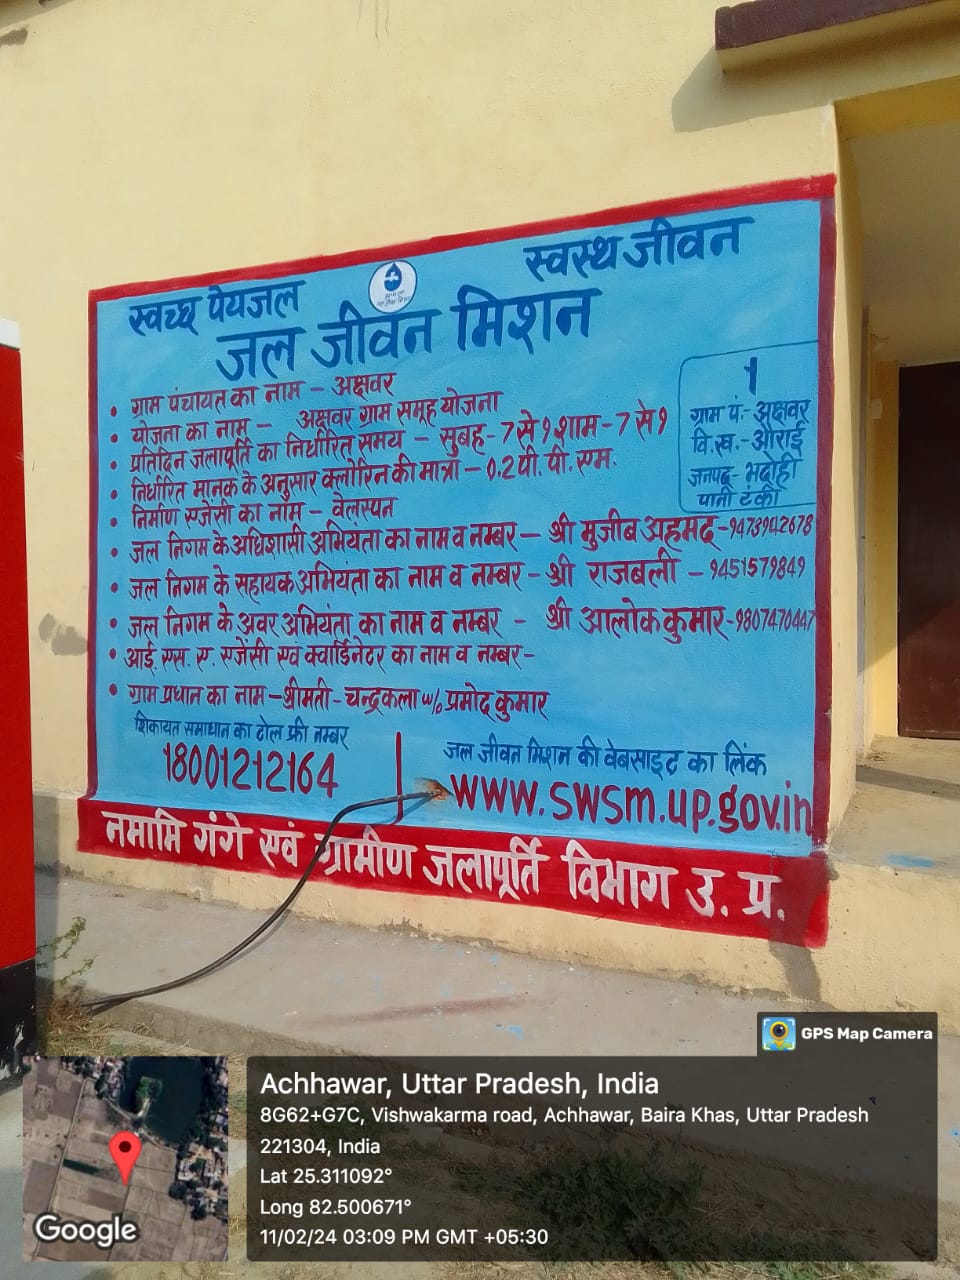 स्वच्छ पेयजल
स्वस्थ जीवन
जल जीवन मिशन
• ग्राम पंचायत का नाम – अक्षवर
• योजना का नाम – अक्षवर ग्राम समूह योजना
• प्रतिदिन जलापूर्ति का निर्धारित समय – सुबह-7 से 9 शाम-7 से 9
• निर्धारित मानक के अनुसार क्लोरिन की मात्रा – 0.2 पी. पी. एम.
• निर्माण एजेंसी का नाम – वेलस्पन
• जल निगम के अधिशासी अभियंता का नाम व नम्बर – श्री मुजीब अहमद-9473942678
• जल निगम के सहायक अभियंता का नाम व नम्बर – श्री राजबली – 9451579849
• जल निगम के अवर अभियंता का नाम व नम्बर - श्री आलोक कुमार-9807470447
• आई. एस. ए. एजेंसी एवं क्वार्डिनेटर का नाम व नम्बर-
• ग्राम प्रधान का नाम – श्रीमती - चन्द्रकला w/o प्रमोद कुमार
1
ग्राम पं.- अक्षवर
वि.ख.- औराई
जनपद- भदोही
पानी टंकी
शिकायत समाधान का टोल फ्री नम्बर
18001212164
जल जीवन मिशन की वेबसाइट का लिंक
www.swsm.up.gov.in
नमामि गंगे एवं ग्रामीण जलापूर्ति विभाग उ. प्र.
GPS Map Camera
Achhawar, Uttar Pradesh, India
8G62+G7C, Vishwakarma road, Achhawar, Baira Khas, Uttar Pradesh
221304, India
Lat 25.311092°
Long 82.500671°
11/02/24 03:09 PM GMT +05:30
Google